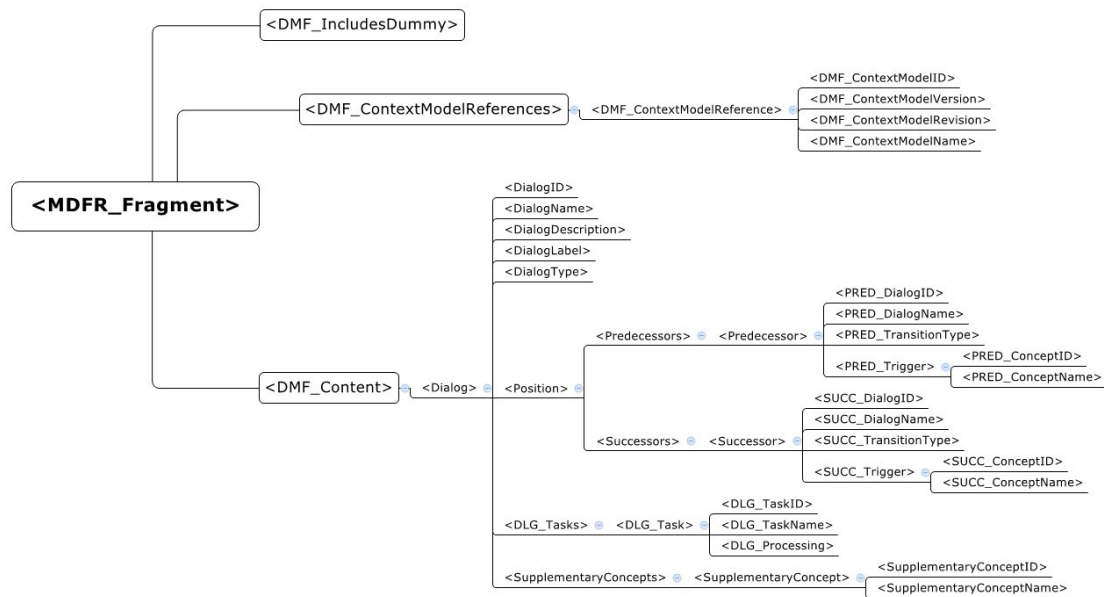 <DMF_IncludesDummy>
<DMF_ContextModelReferences>
<DMF_ContextModelReference>
<DMF_ContextModelID>
<DMF_ContextModelVersion>
<DMF_ContextModelRevision>
<DMF_ContextModelName>
<MDFR_Fragment>
<DMF_Content>
<Dialog>
<DialogID>
<DialogName>
<DialogDescription>
<DialogLabel>
<DialogType>
<Position>
<Predecessors>
<Predecessor>
<PRED_DialogID>
<PRED_DialogName>
<PRED_TransitionType>
<PRED_Trigger>
<PRED_ConceptID>
<PRED_ConceptName>
<Successors>
<Successor>
<SUCC_DialogID>
<SUCC_DialogName>
<SUCC_TransitionType>
<SUCC_Trigger>
<SUCC_ConceptID>
<SUCC_ConceptName>
<DLG_Tasks>
<DLG_Task>
<DLG_TaskID>
<DLG_TaskName>
<DLG_Processing>
<SupplementaryConcepts>
<SupplementaryConcept>
<SupplementaryConceptID>
<SupplementaryConceptName>